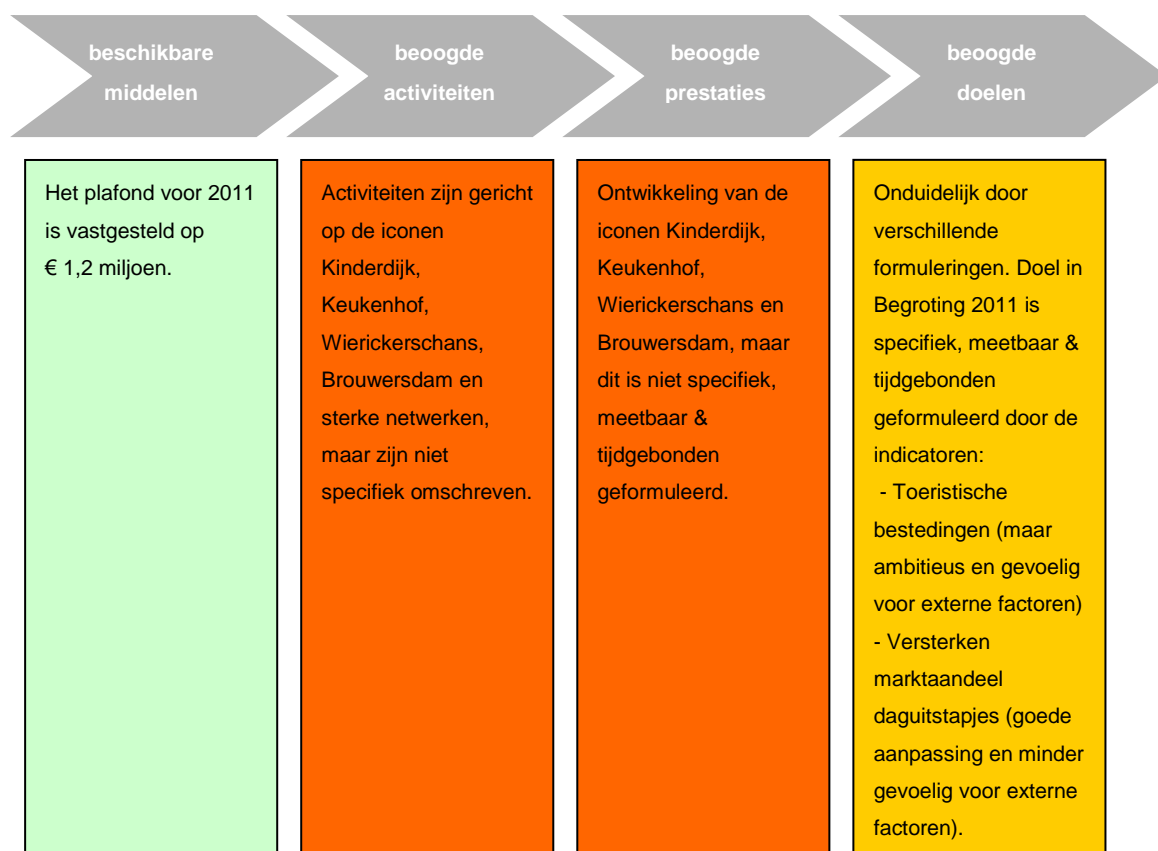 beschikbare
middelen
beoogde
activiteiten
beoogde
prestaties
beoogde
doelen
Het plafond voor 2011
is vastgesteld op
€ 1,2 miljoen.
Activiteiten zijn gericht
op de iconen
Kinderdijk,
Keukenhof,
Wierickerschans,
Brouwersdam en
sterke netwerken,
maar zijn niet
specifiek omschreven.
Ontwikkeling van de
iconen Kinderdijk,
Keukenhof,
Wierickerschans en
Brouwersdam, maar
dit is niet specifiek,
meetbaar &
tijdgebonden
geformuleerd.
Onduidelijk door
verschillende
formuleringen. Doel in
Begroting 2011 is
specifiek, meetbaar &
tijdgebonden
geformuleerd door de
indicatoren:
- Toeristische
bestedingen (maar
ambitieus en gevoelig
voor externe factoren)
- Versterken
marktaandeel
daguitstapjes (goede
aanpassing en minder
gevoelig voor externe
factoren).